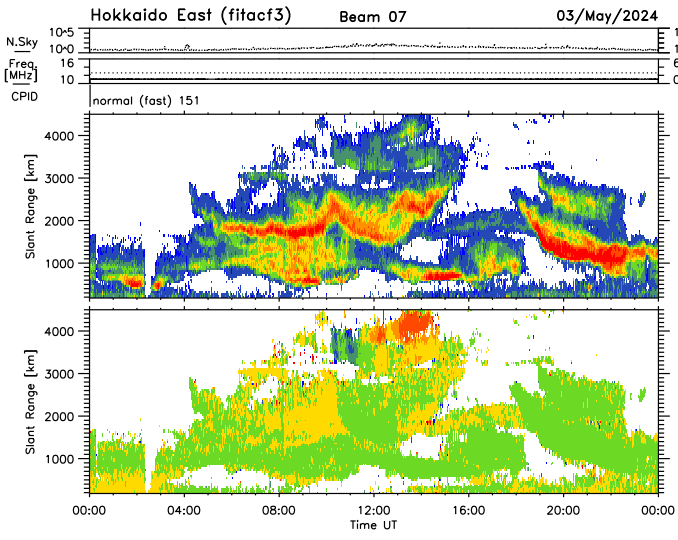 Hokkaido East (fitacf3) Beam 07 03/May/2024
10^5
N.Sky
10^0
Freq. 16
[MHz] 10
CPID
normal (fast) 151
4000
3000
2000
1000
Slant Range [km]
4000
3000
2000
1000
Slant Range [km]
00:00 04:00 08:00 12:00 16:00 20:00 00:00
Time UT